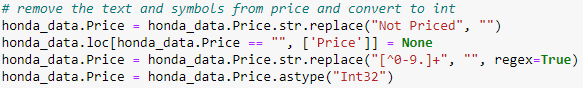 # remove the text and symbols from price and convert to int
honda_data.Price = honda_data.Price.str.replace("Not Priced", "")
honda_data.loc[honda_data.Price == "", ['Price']] = None
honda_data.Price = honda_data.Price.str.replace("[^0-9.]+", "", regex=True)
honda_data.Price = honda_data.Price.astype("Int32")